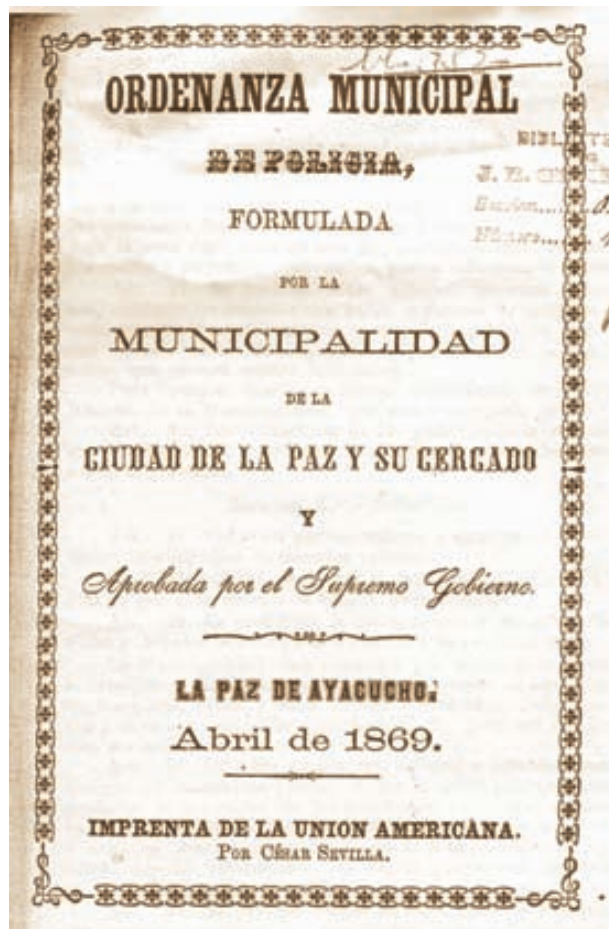 ORDENANZA MUNICIPAL
DE POLICIA,
FORMULADA
POR LA
MUNICIPALIDAD
DE LA
CIUDAD DE LA PAZ Y SU CERCADO
Y
Aprobada por el Supremo Gobierno.
LA PAZ DE AYACUCHO.
Abril de 1869.
IMPRENTA DE LA UNION AMERICANA.
POR CÉSAR SEVILLA.